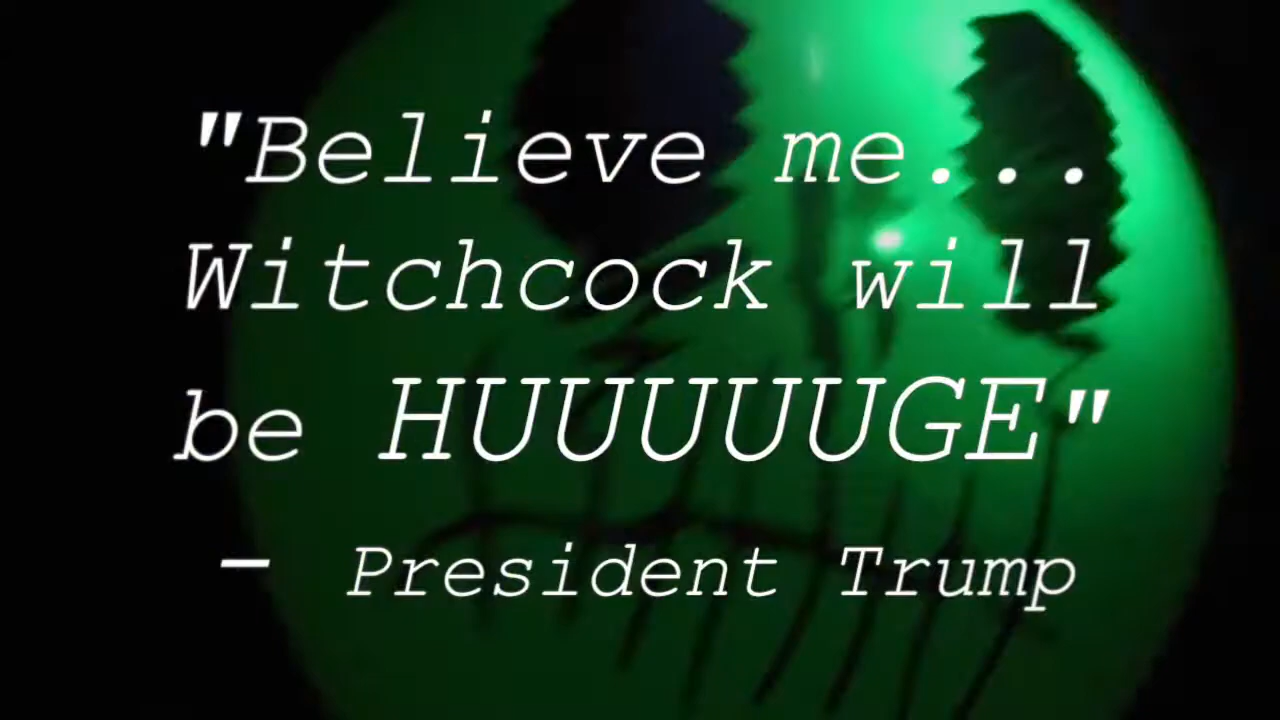 "Believe me...
Witchcock will
be HUUUUUGE"
- President Trump